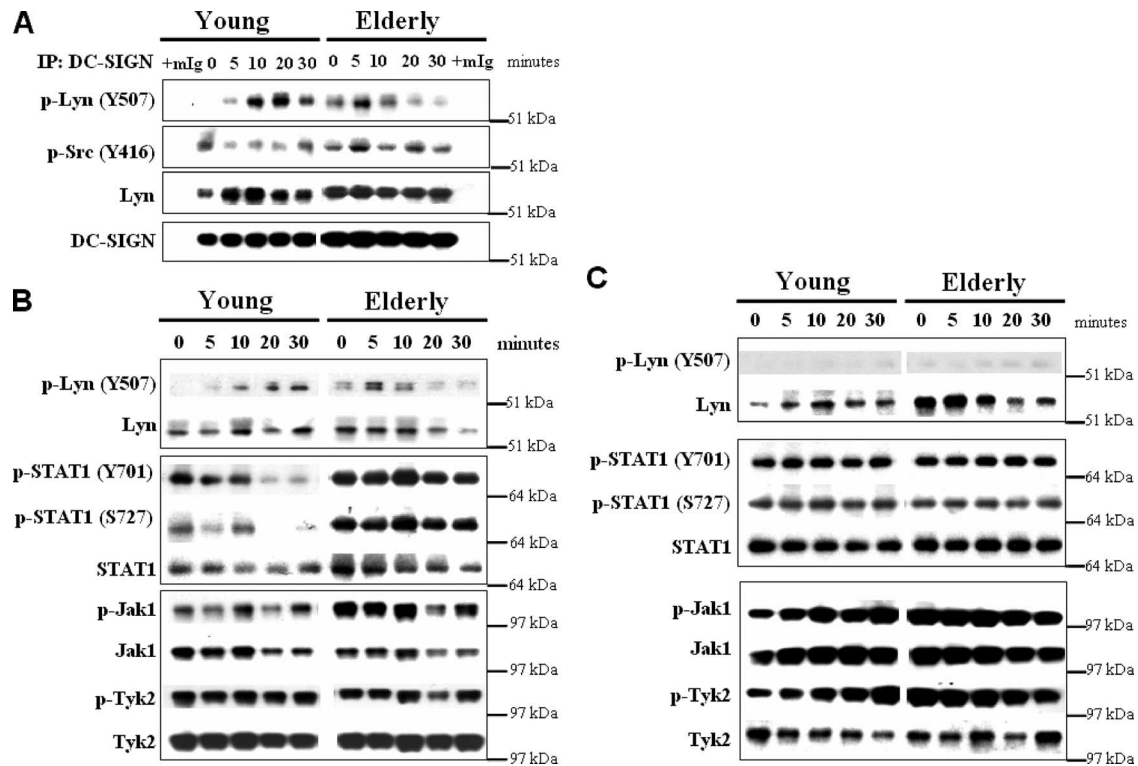 A
Young Elderly
IP: DC-SIGN +mIg 0 5 10 20 30 0 5 10 20 30 +mIg minutes
p-Lyn (Y507)
51 kDa
p-Src (Y416)
51 kDa
Lyn
51 kDa
DC-SIGN
51 kDa
B
Young Elderly
0 5 10 20 30 0 5 10 20 30 minutes
p-Lyn (Y507)
51 kDa
Lyn
51 kDa
p-STAT1 (Y701)
64 kDa
p-STAT1 (S727)
64 kDa
STAT1
64 kDa
p-Jak1
97 kDa
Jak1
97 kDa
p-Tyk2
97 kDa
Tyk2
97 kDa
C
Young Elderly
0 5 10 20 30 0 5 10 20 30 minutes
p-Lyn (Y507)
51 kDa
Lyn
51 kDa
p-STAT1 (Y701)
64 kDa
p-STAT1 (S727)
64 kDa
STAT1
64 kDa
p-Jak1
97 kDa
Jak1
97 kDa
p-Tyk2
97 kDa
Tyk2
97 kDa